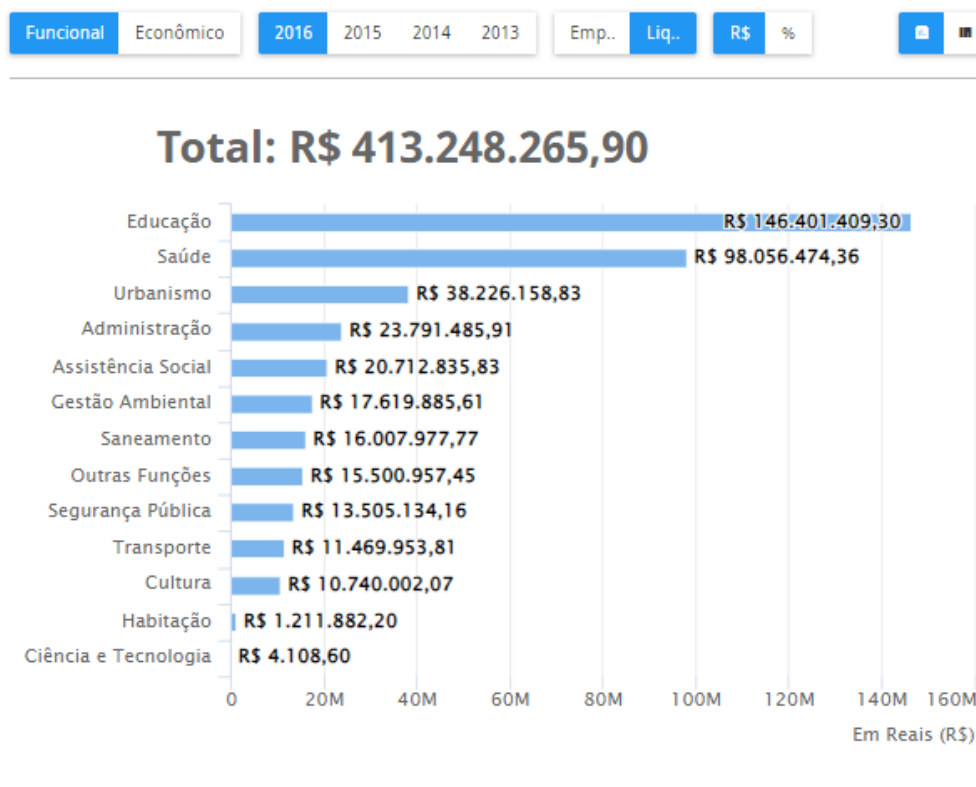 Funcional Econômico 2016 2015 2014 2013 Emp.. Liq.. R$ %
Total: R$ 413.248.265,90
Educação R$ 146.401.409,30
Saúde R$ 98.056.474,36
Urbanismo R$ 38.226.158,83
Administração R$ 23.791.485,91
Assistência Social R$ 20.712.835,83
Gestão Ambiental R$ 17.619.885,61
Saneamento R$ 16.007.977,77
Outras Funções R$ 15.500.957,45
Segurança Pública R$ 13.505.134,16
Transporte R$ 11.469.953,81
Cultura R$ 10.740.002,07
Habitação R$ 1.211.882,20
Ciência e Tecnologia R$ 4.108,60
0 20M 40M 60M 80M 100M 120M 140M 160M
Em Reais (R$)